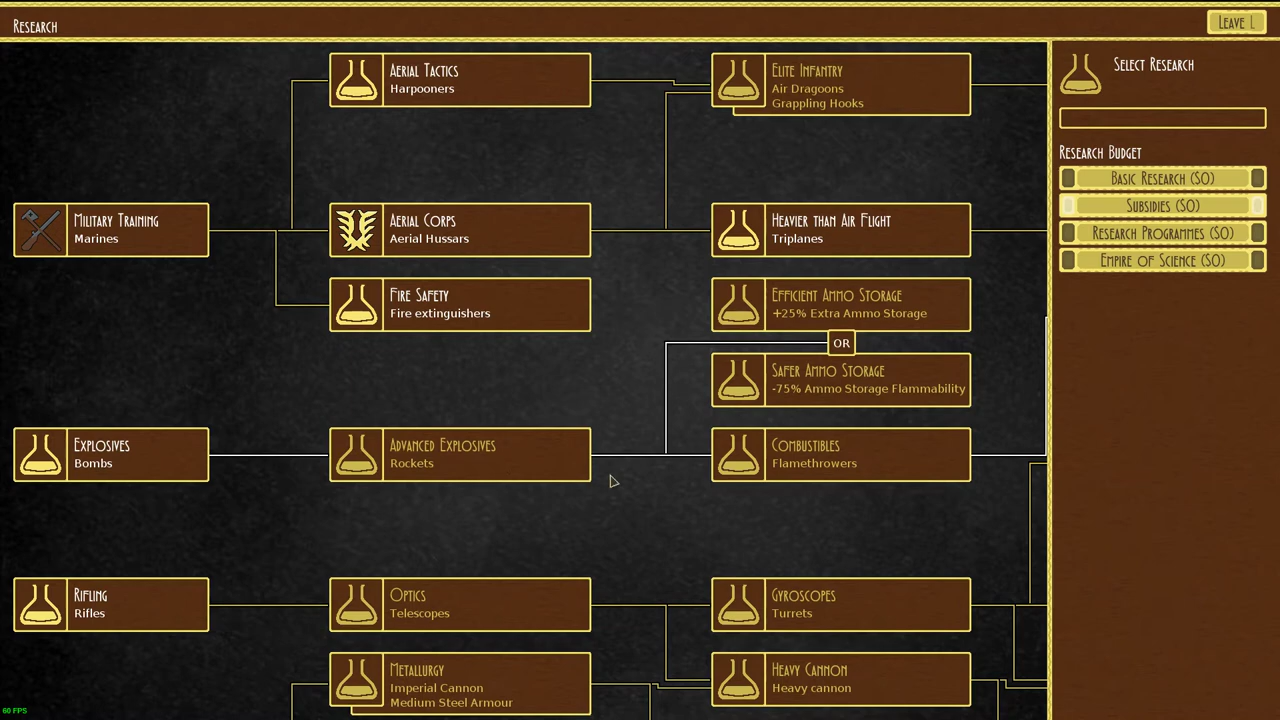 Research
Leave L
Aerial Tactics
Harpooners
Elite Infantry
Air Dragoons
Grappling Hooks
Select Research
Research Budget
Basic Research ($0)
Subsidies ($0)
Research Programmes ($0)
Empire of Science ($0)
Military Training
Marines
Aerial Corps
Aerial Hussars
Heavier than Air Flight
Triplanes
Fire Safety
Fire extinguishers
Efficient Ammo Storage
+25% Extra Ammo Storage
OR
Safer Ammo Storage
-75% Ammo Storage Flammability
Explosives
Bombs
Advanced Explosives
Rockets
Combustibles
Flamethrowers
Rifling
Rifles
Optics
Telescopes
Gyroscopes
Turrets
Metallurgy
Imperial Cannon
Medium Steel Armour
Heavy Cannon
Heavy cannon
60 FPS